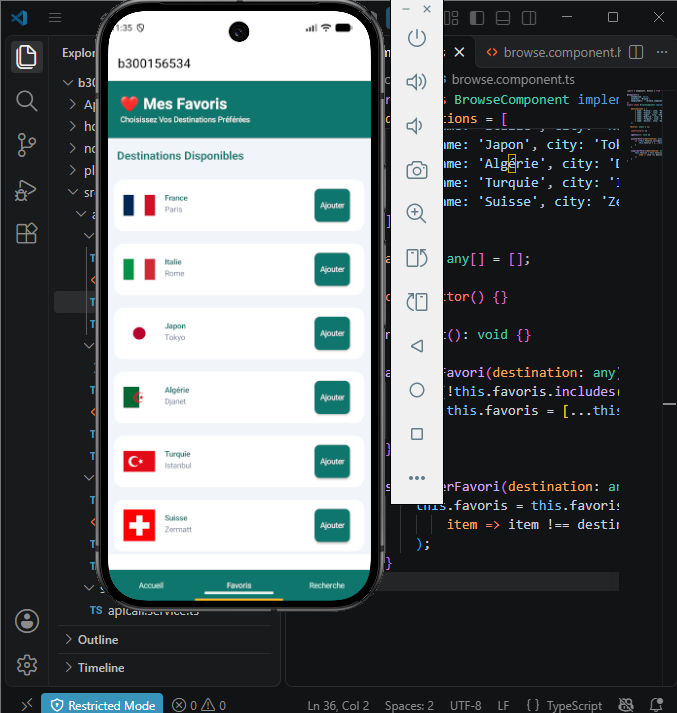 1:35
b300156534
❤️ Mes Favoris
Choisissez Vos Destinations Préférées
Destinations Disponibles
France
Paris
Ajouter
Italie
Rome
Ajouter
Japon
Tokyo
Ajouter
Algérie
Djanet
Ajouter
Turquie
Istanbul
Ajouter
Suisse
Zermatt
Ajouter
Accueil
Favoris
Recherche
Explor
b30
A
ho
no
pl
src
a
TS apicall.service.ts
Outline
Timeline
browse.component.h
browse.component.ts
s BrowseComponent implem
tions = [
ame: 'Japon', city: 'Tok
ame: 'Algérie', city: 'D
ame: 'Turquie', city: 'I
ame: 'Suisse', city: 'Ze
]
any[] = [];
ctor() {}
t(): void {}
Favori(destination: any)
(!this.favoris.includes(
this.favoris = [...this
}
erFavori(destination: an
this.favoris = this.favoris
item => item !== destin
);
}
Restricted Mode
0
0
Ln 36, Col 2
Spaces: 2
UTF-8
LF
{ } TypeScript